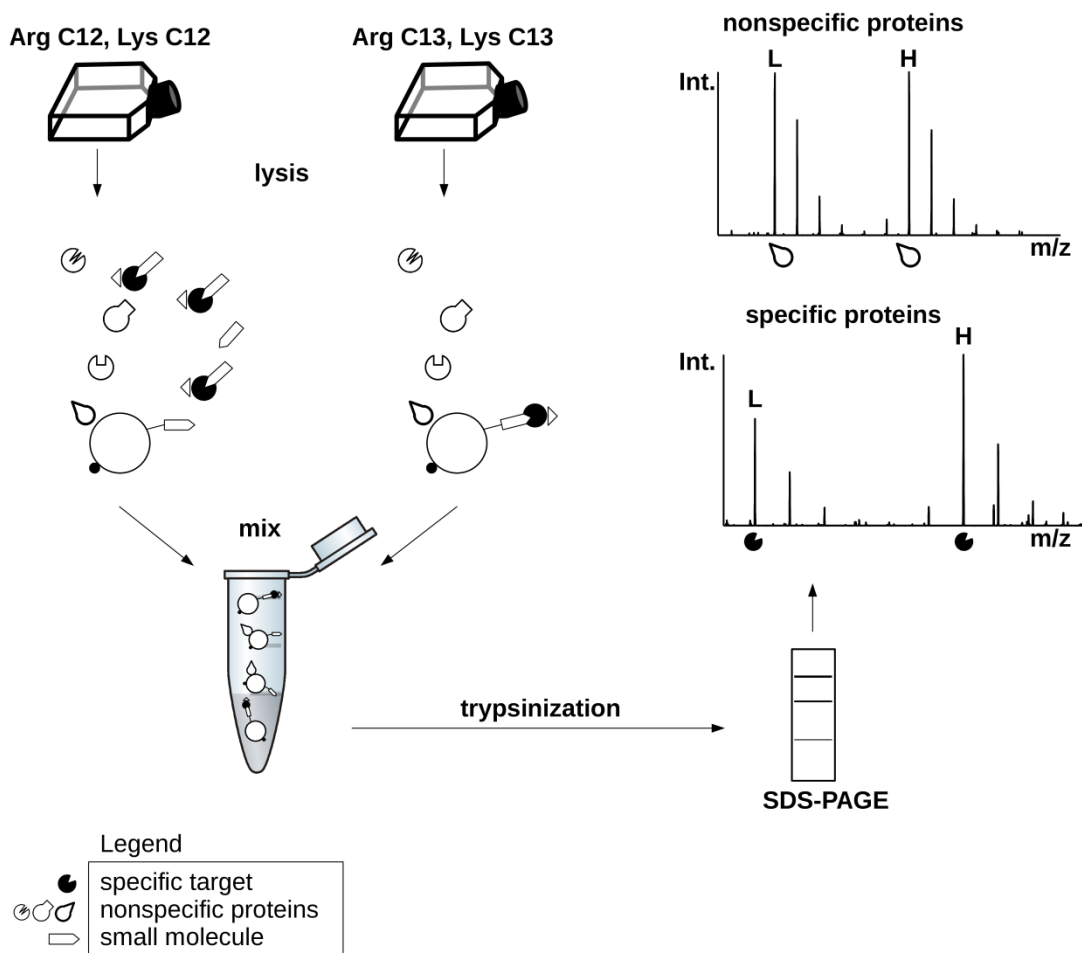 Arg C12, Lys C12
Arg C13, Lys C13
lysis
mix
trypsinization
SDS-PAGE
nonspecific proteins
L
H
Int.
m/z
specific proteins
H
Int.
L
m/z
Legend
specific target
nonspecific proteins
small molecule